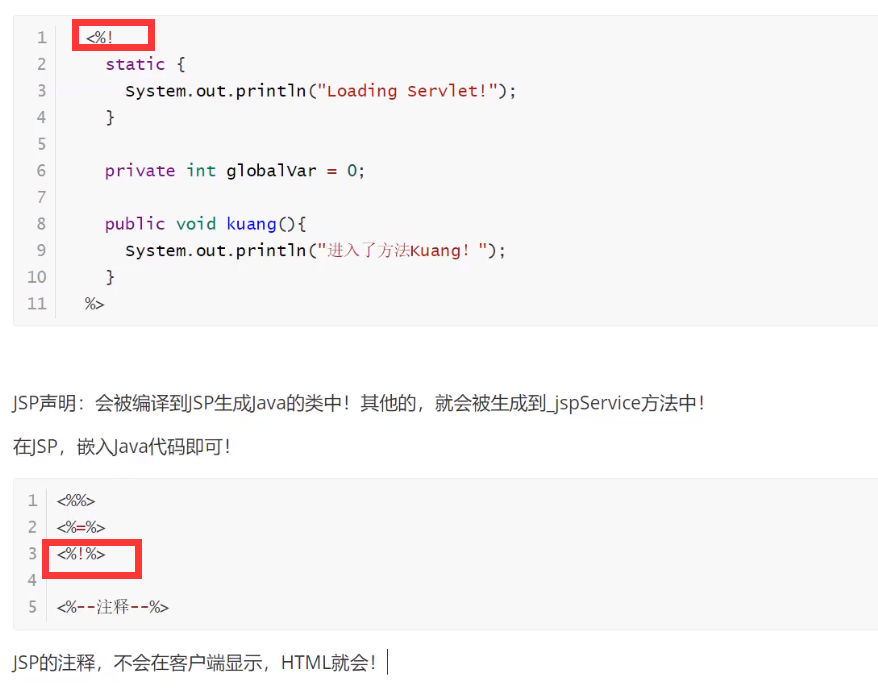 1 <%!
2 static {
3 System.out.println("Loading Servlet!");
4 }
5
6 private int globalVar = 0;
7
8 public void kuang(){
9 System.out.println("进入了方法Kuang！");
10 }
11 %>
JSP声明：会被编译到JSP生成Java的类中！其他的，就会被生成到_jspService方法中！
在JSP，嵌入Java代码即可！
1 <%%>
2 <%=%>
3 <%!%>
4
5 <%--注释--%>
JSP的注释，不会在客户端显示，HTML就会！